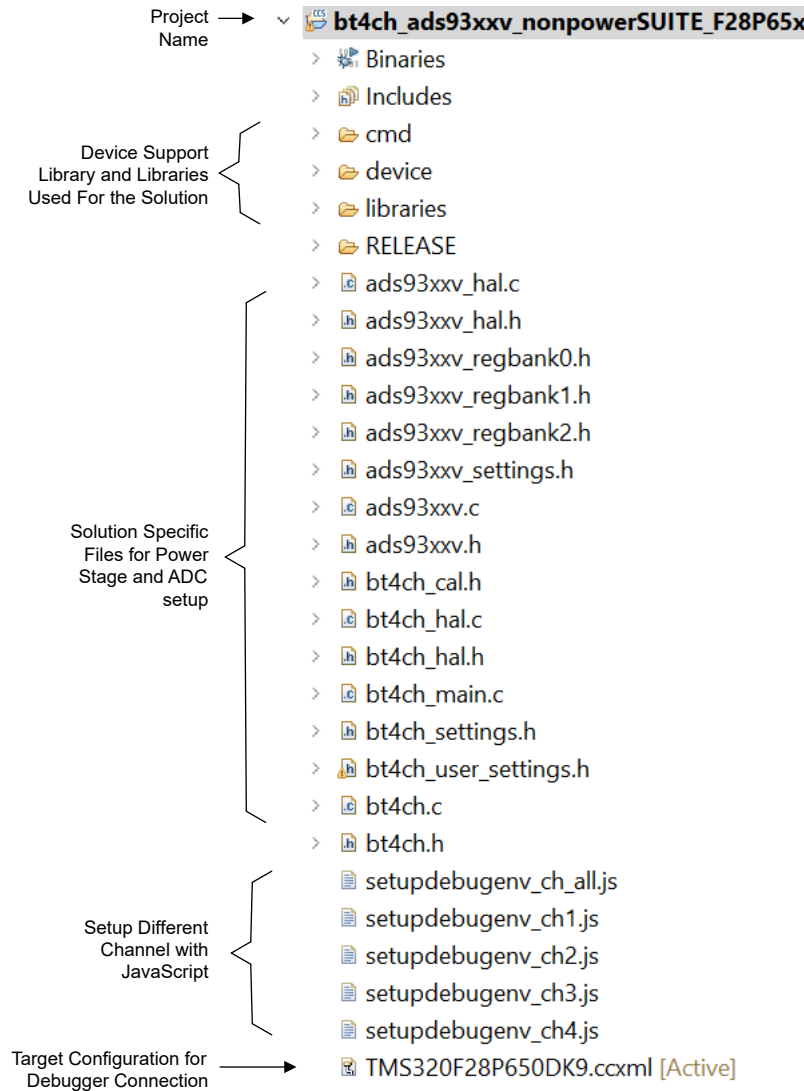 Project
Name
bt4ch_ads93xxv_nonpowerSUITE_F28P65x
Binaries
Includes
Device Support
Library and Libraries
Used For the Solution
cmd
device
libraries
RELEASE
Solution Specific
Files for Power
Stage and ADC
setup
ads93xxv_hal.c
ads93xxv_hal.h
ads93xxv_regbank0.h
ads93xxv_regbank1.h
ads93xxv_regbank2.h
ads93xxv_settings.h
ads93xxv.c
ads93xxv.h
bt4ch_cal.h
bt4ch_hal.c
bt4ch_hal.h
bt4ch_main.c
bt4ch_settings.h
bt4ch_user_settings.h
bt4ch.c
bt4ch.h
Setup Different
Channel with
JavaScript
setupdebugenv_ch_all.js
setupdebugenv_ch1.js
setupdebugenv_ch2.js
setupdebugenv_ch3.js
setupdebugenv_ch4.js
Target Configuration for
Debugger Connection
TMS320F28P650DK9.ccxml [Active]